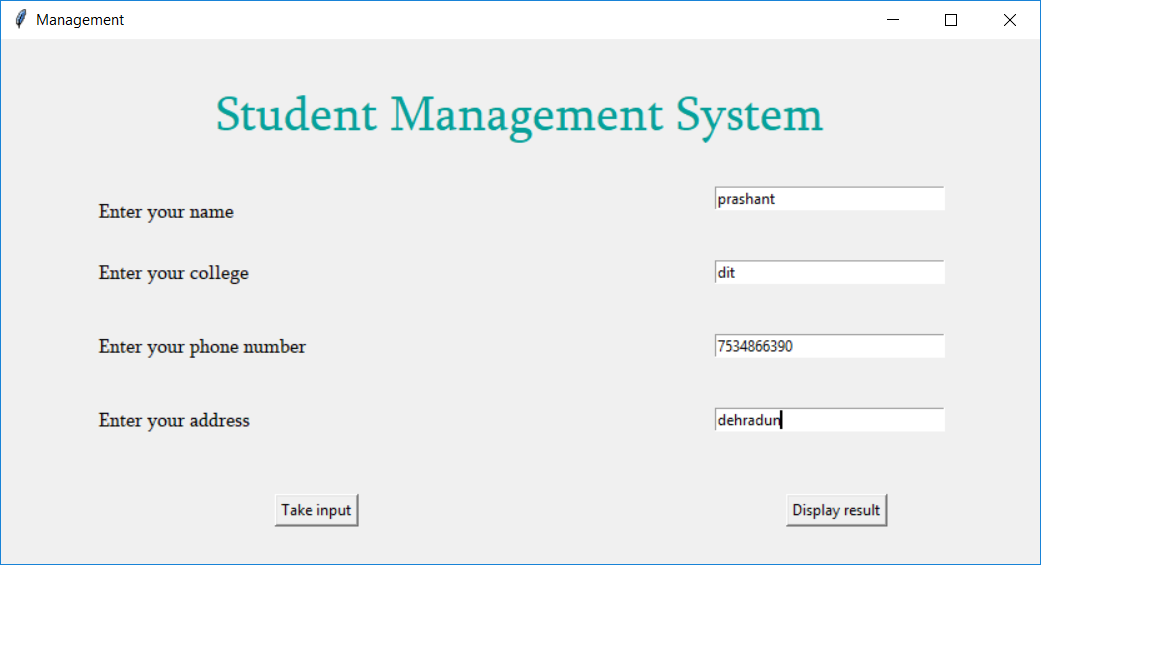 Management
Student Management System
Enter your name
prashant
Enter your college
dit
Enter your phone number
7534866390
Enter your address
dehradun
Take input
Display result